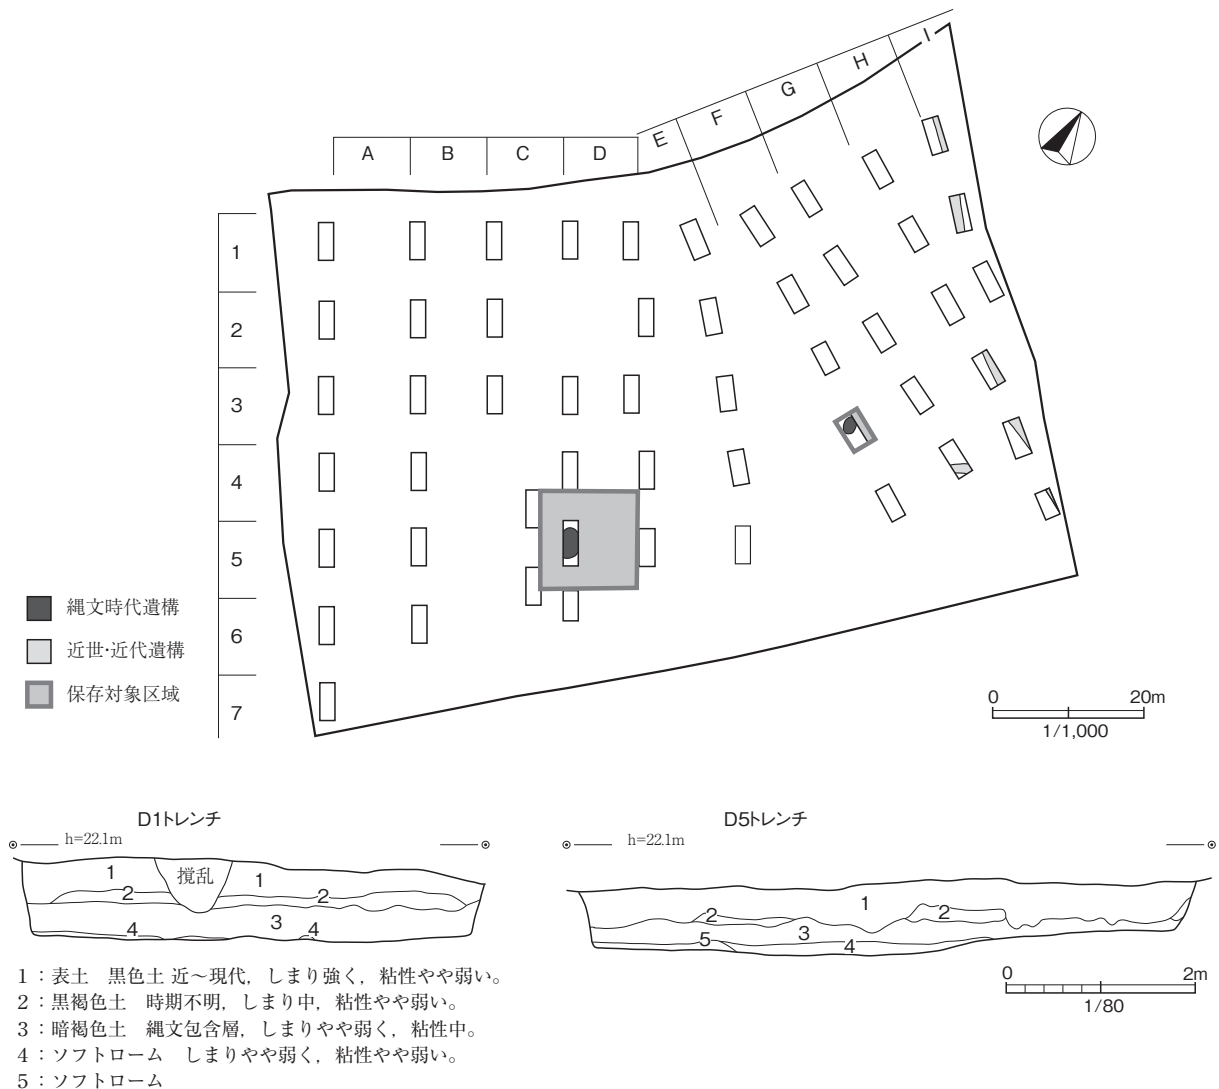 A
B
C
D
E
F
G
H
I
1
2
3
4
5
6
7
縄文時代遺構
近世・近代遺構
保存対象区域
0 20m
1/1,000
D1トレンチ
h=22.1m
1
撹乱
1
2
2
3
4
4
D5トレンチ
h=22.1m
1
2
2
3
5
4
0 2m
1/80
1：表土　黒色土 近～現代，しまり強く，粘性やや弱い。
2：黒褐色土　時期不明，しまり中，粘性やや弱い。
3：暗褐色土　縄文包含層，しまりやや弱く，粘性中。
4：ソフトローム　しまりやや弱く，粘性やや弱い。
5：ソフトローム